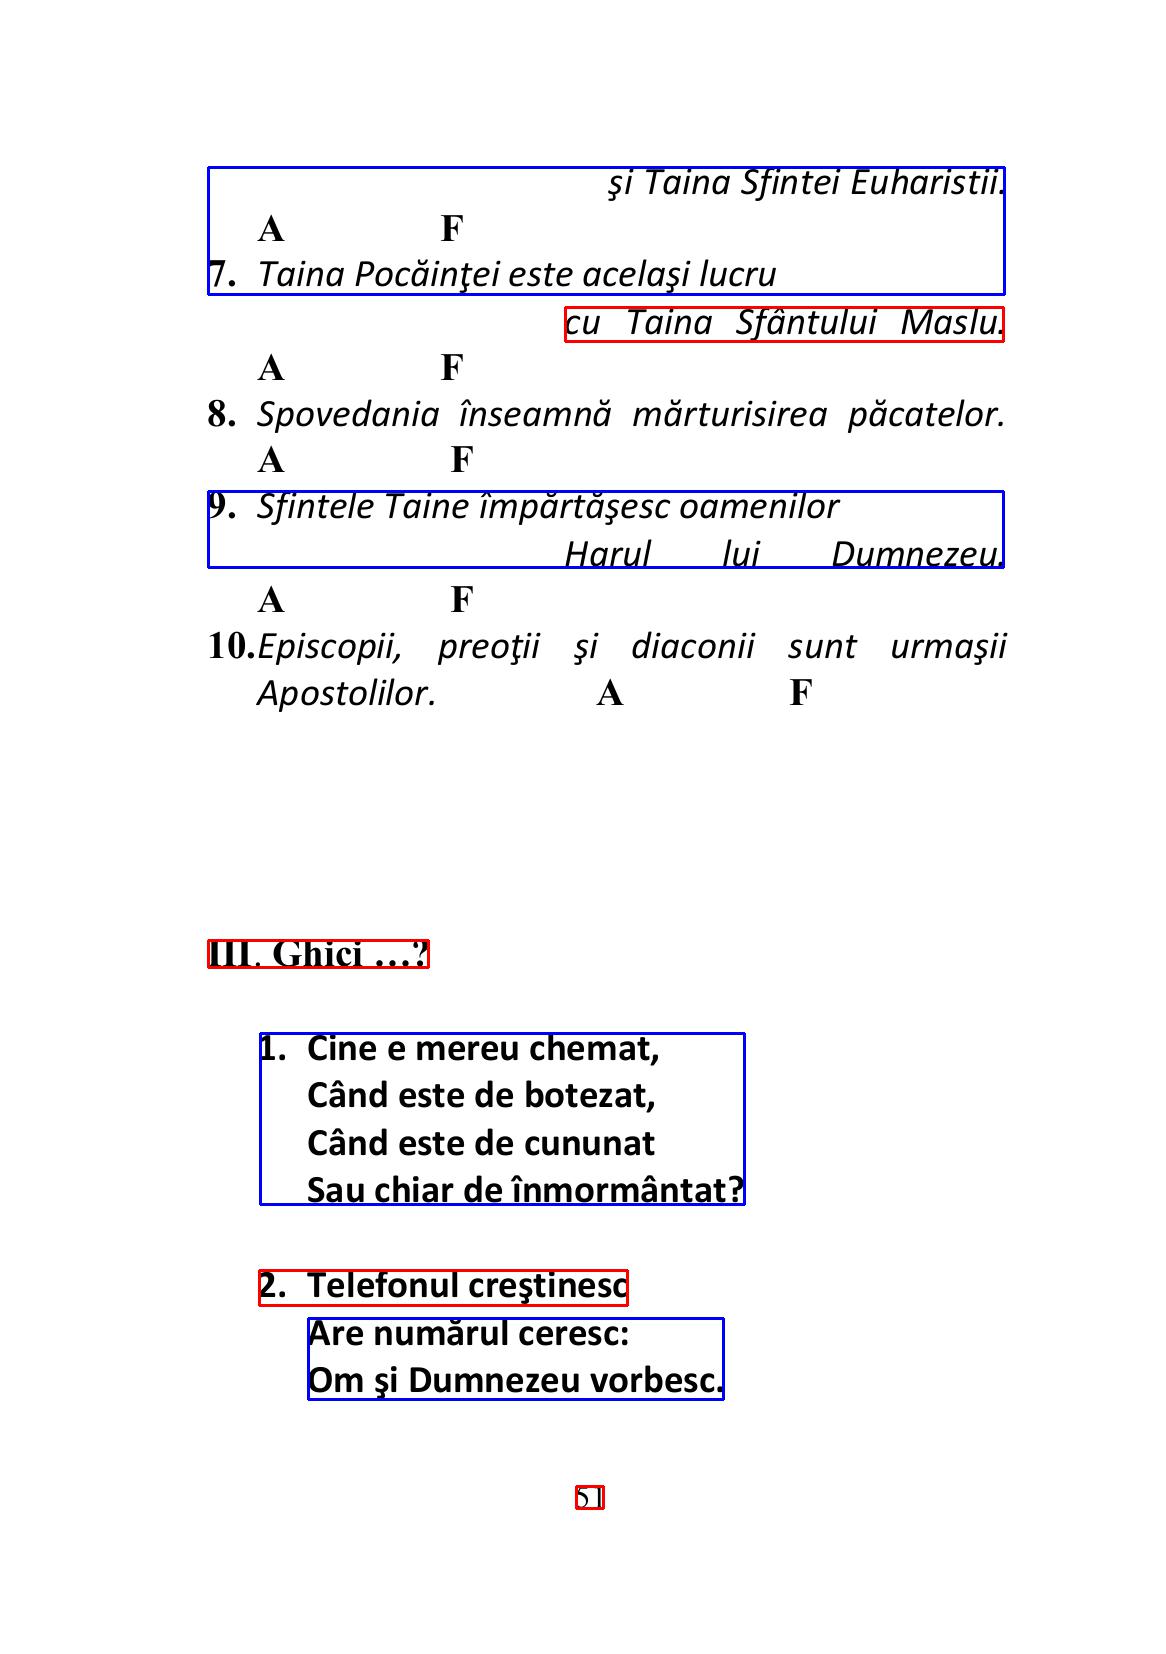 şi Taina Sfintei Euharistii.
A F
7. Taina Pocăinţei este acelaşi lucru
cu Taina Sfântului Maslu.
A F
8. Spovedania înseamnă mărturisirea păcatelor.
A F
9. Sfintele Taine împărtăşesc oamenilor
Harul lui Dumnezeu.
A F
10. Episcopii, preoţii şi diaconii sunt urmaşii
Apostolilor. A F
III. Ghici …?
1. Cine e mereu chemat,
Când este de botezat,
Când este de cununat
Sau chiar de înmormântat?
2. Telefonul creştinesc
Are numărul ceresc:
Om şi Dumnezeu vorbesc.
51